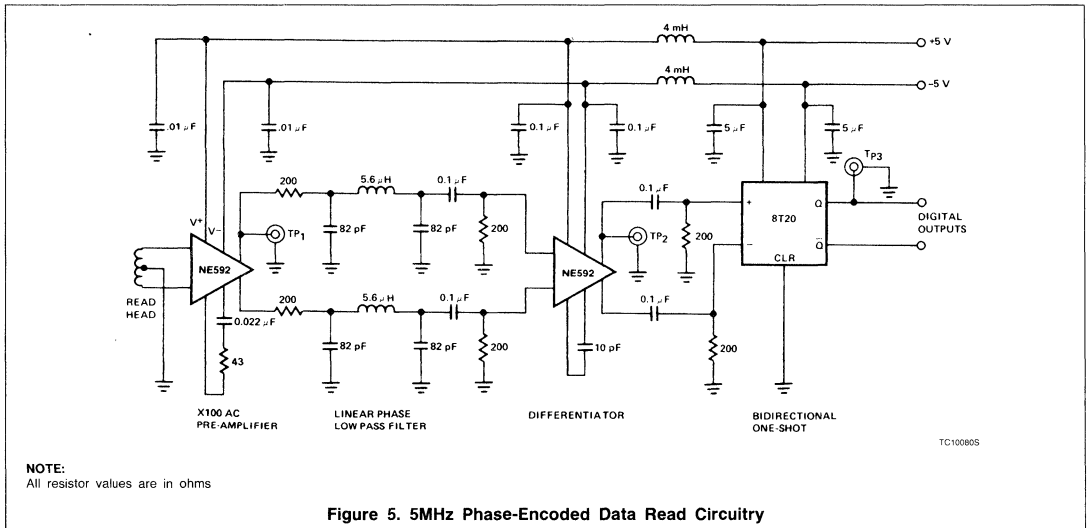 4 mH
+5 V
4 mH
-5 V
.01 μF
.01 μF
0.1 μF
0.1 μF
5 μF
5 μF
TP3
200
5.6 μH
0.1 μF
0.1 μF
V+
V-
TP1
82 pF
82 pF
200
TP2
200
+
8T20
Q
DIGITAL
OUTPUTS
-
Q̅
CLR
NE592
NE592
READ
HEAD
200
5.6 μH
0.1 μF
0.1 μF
0.022 μF
43
82 pF
82 pF
200
10 pF
200
X100 AC
PRE-AMPLIFIER
LINEAR PHASE
LOW PASS FILTER
DIFFERENTIATOR
BIDIRECTIONAL
ONE-SHOT
TC10080S
NOTE:
All resistor values are in ohms
Figure 5. 5MHz Phase-Encoded Data Read Circuitry